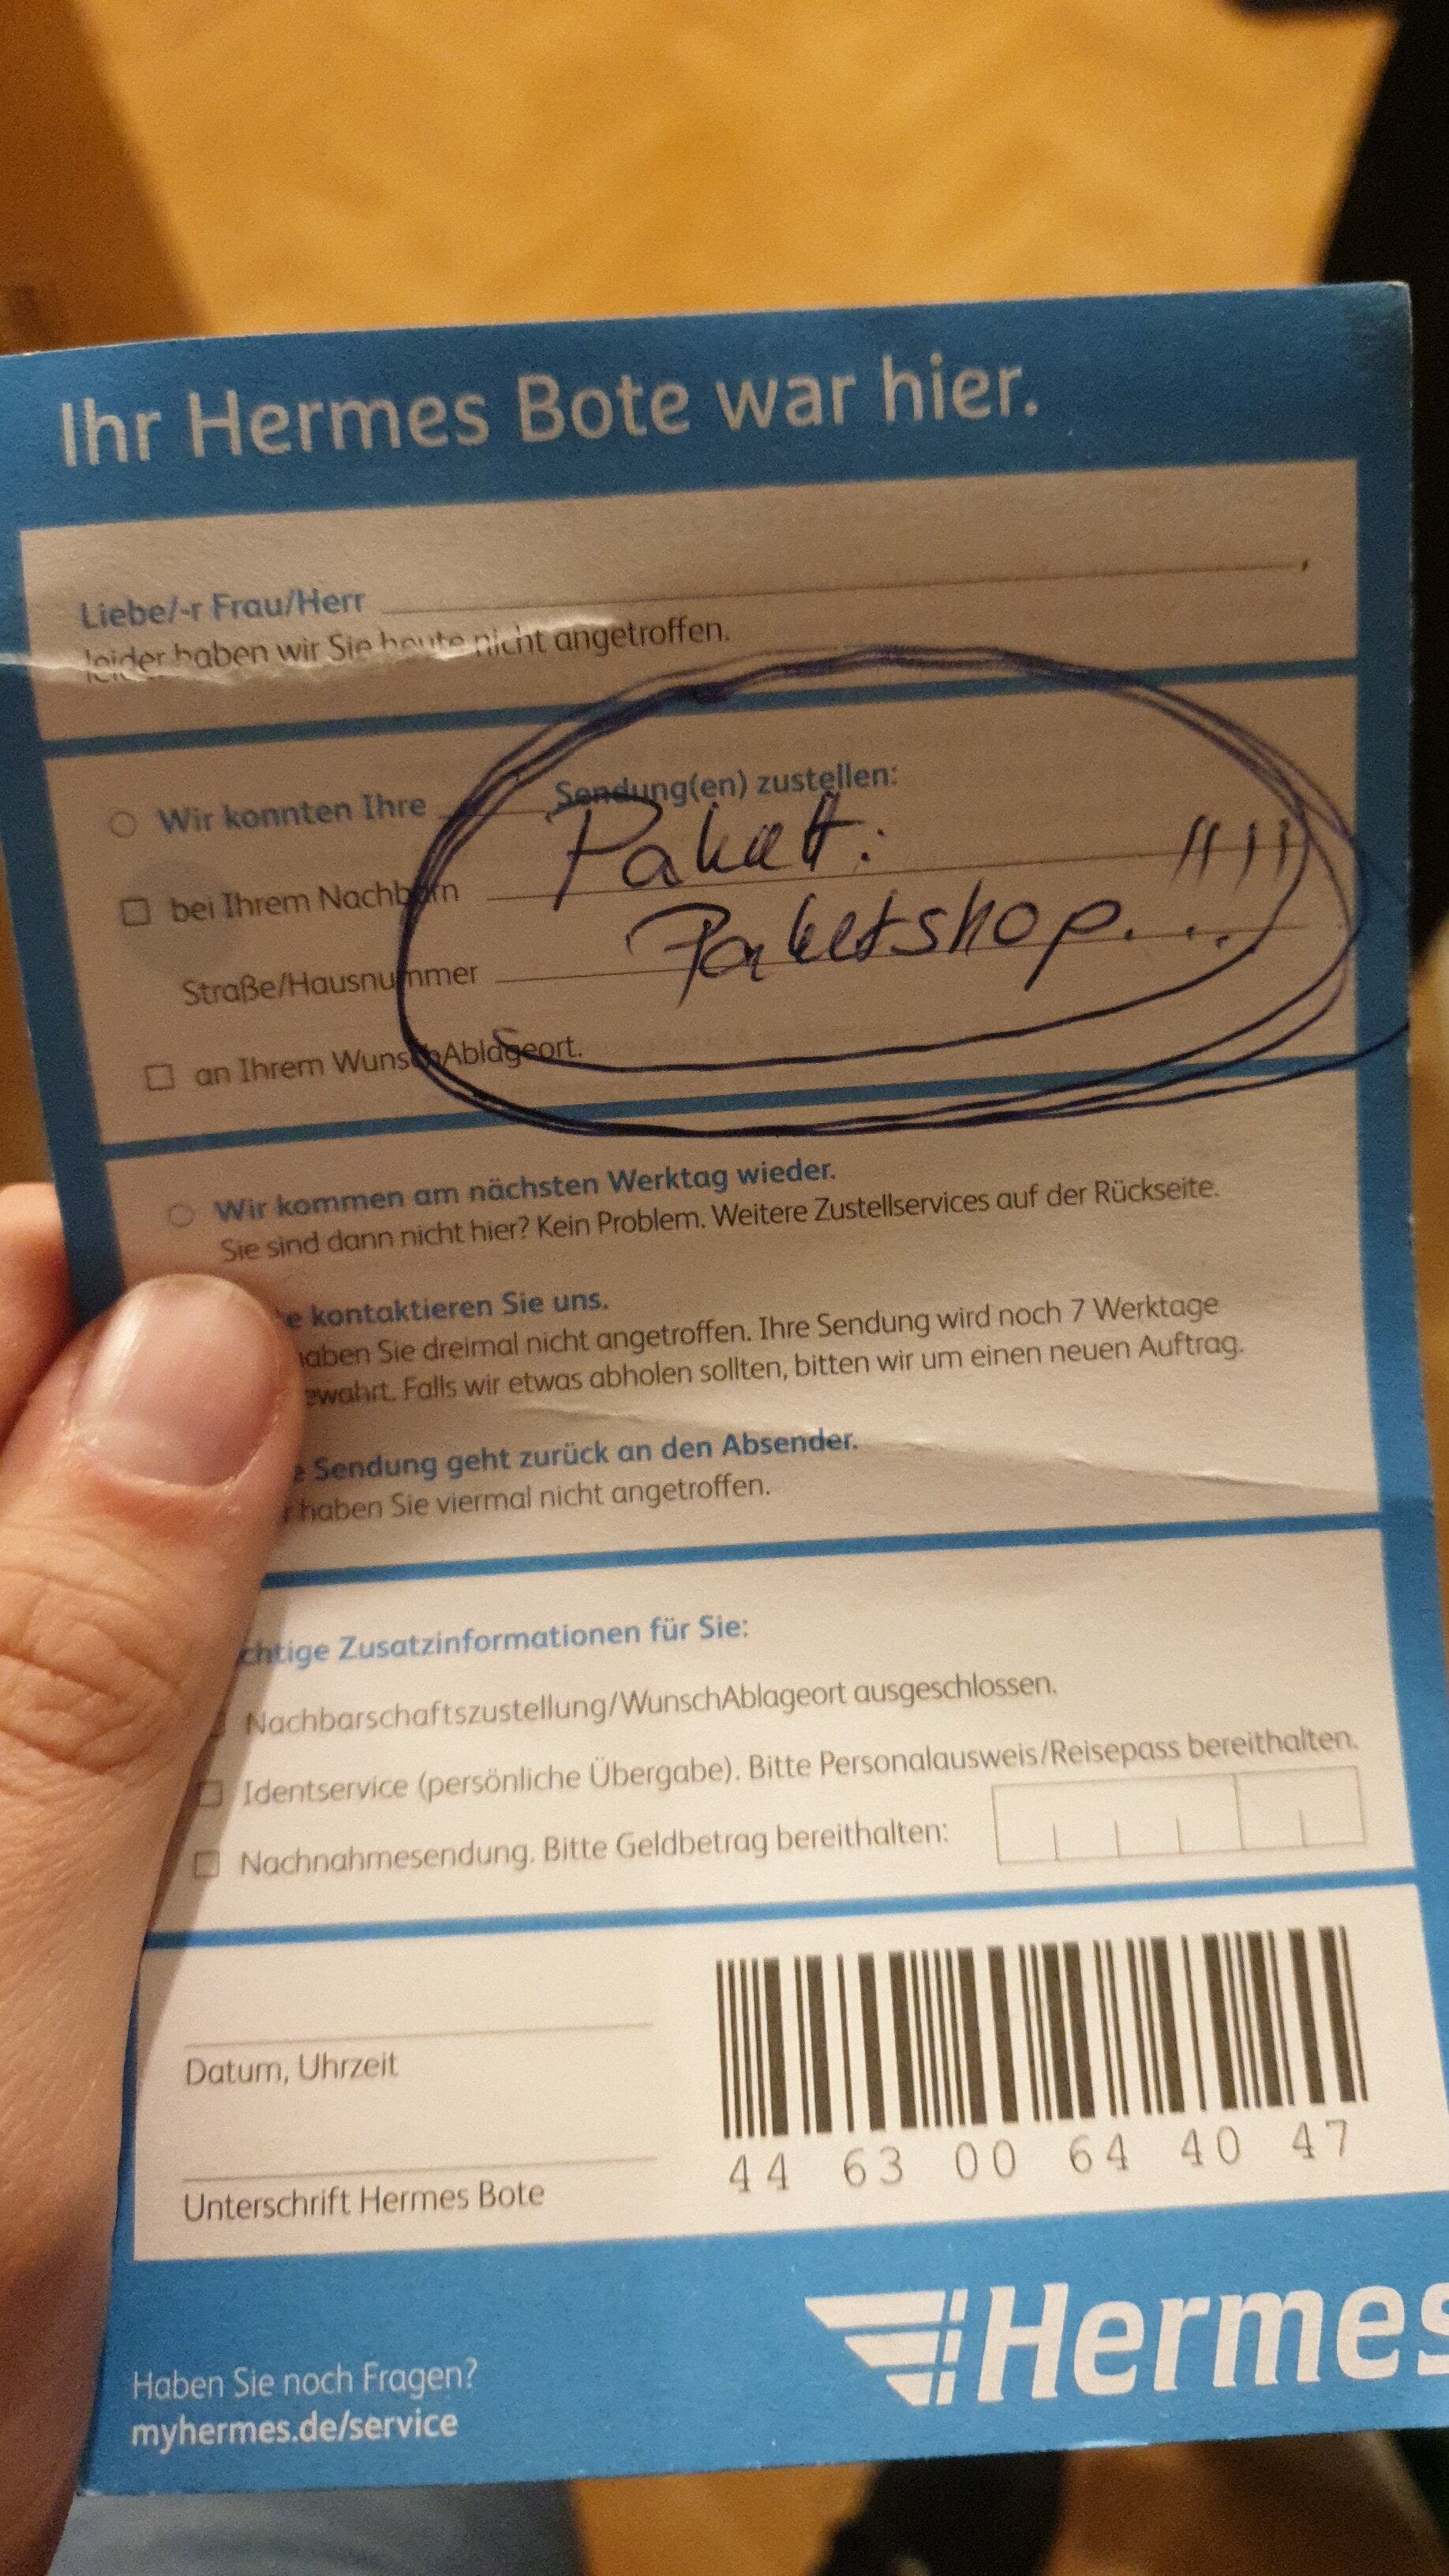 Ihr Hermes Bote war hier.
Liebe/-r Frau/Herr ,
leider haben wir Sie heute nicht angetroffen.
Wir konnten Ihre Sendung(en) zustellen:
Paket: !!!!
bei Ihrem Nachbarn
Paketshop...
Straße/Hausnummer
an Ihrem WunschAblageort.
Wir kommen am nächsten Werktag wieder.
Sie sind dann nicht hier? Kein Problem. Weitere Zustellservices auf der Rückseite.
kontaktieren Sie uns.
haben Sie dreimal nicht angetroffen. Ihre Sendung wird noch 7 Werktage
Falls wir etwas abholen sollten, bitten wir um einen neuen Auftrag.
Sendung geht zurück an den Absender.
haben Sie viermal nicht angetroffen.
Zusatzinformationen für Sie:
Nachbarschaftszustellung/WunschAblageort ausgeschlossen.
Identservice (persönliche Übergabe). Bitte Personalausweis/Reisepass bereithalten.
Nachnahmesendung. Bitte Geldbetrag bereithalten:
Datum, Uhrzeit
44 63 00 64 40 47
Unterschrift Hermes Bote
Hermes
Haben Sie noch Fragen?
myhermes.de/service